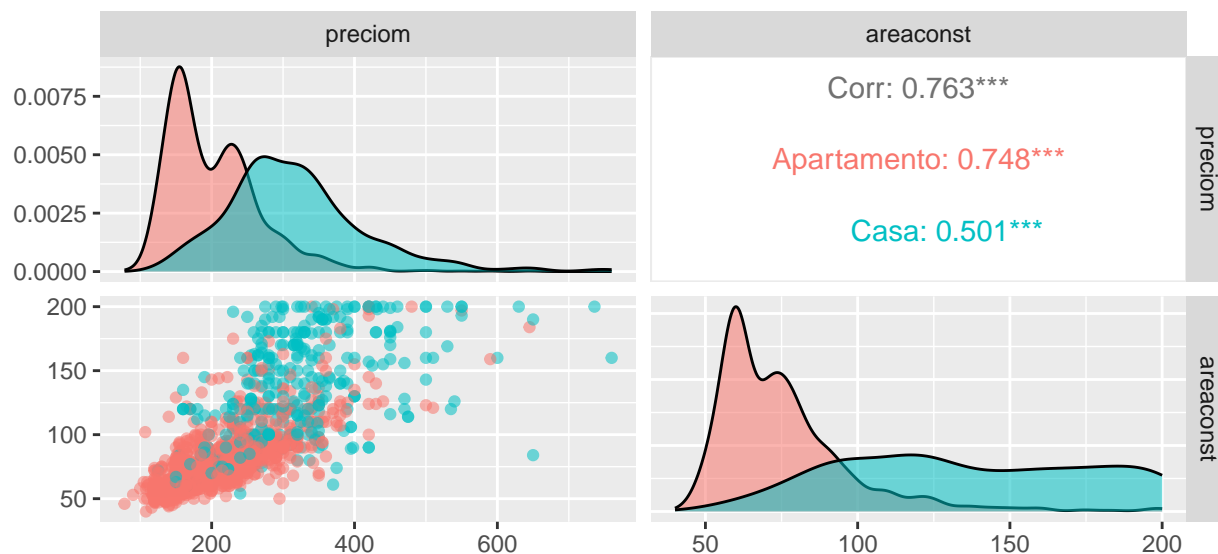 preciom
areaconst
0.0075
0.0050
0.0025
0.0000
Corr: 0.763***
Apartamento: 0.748***
Casa: 0.501***
preciom
200
150
100
50
areaconst
200
400
600
50
100
150
200